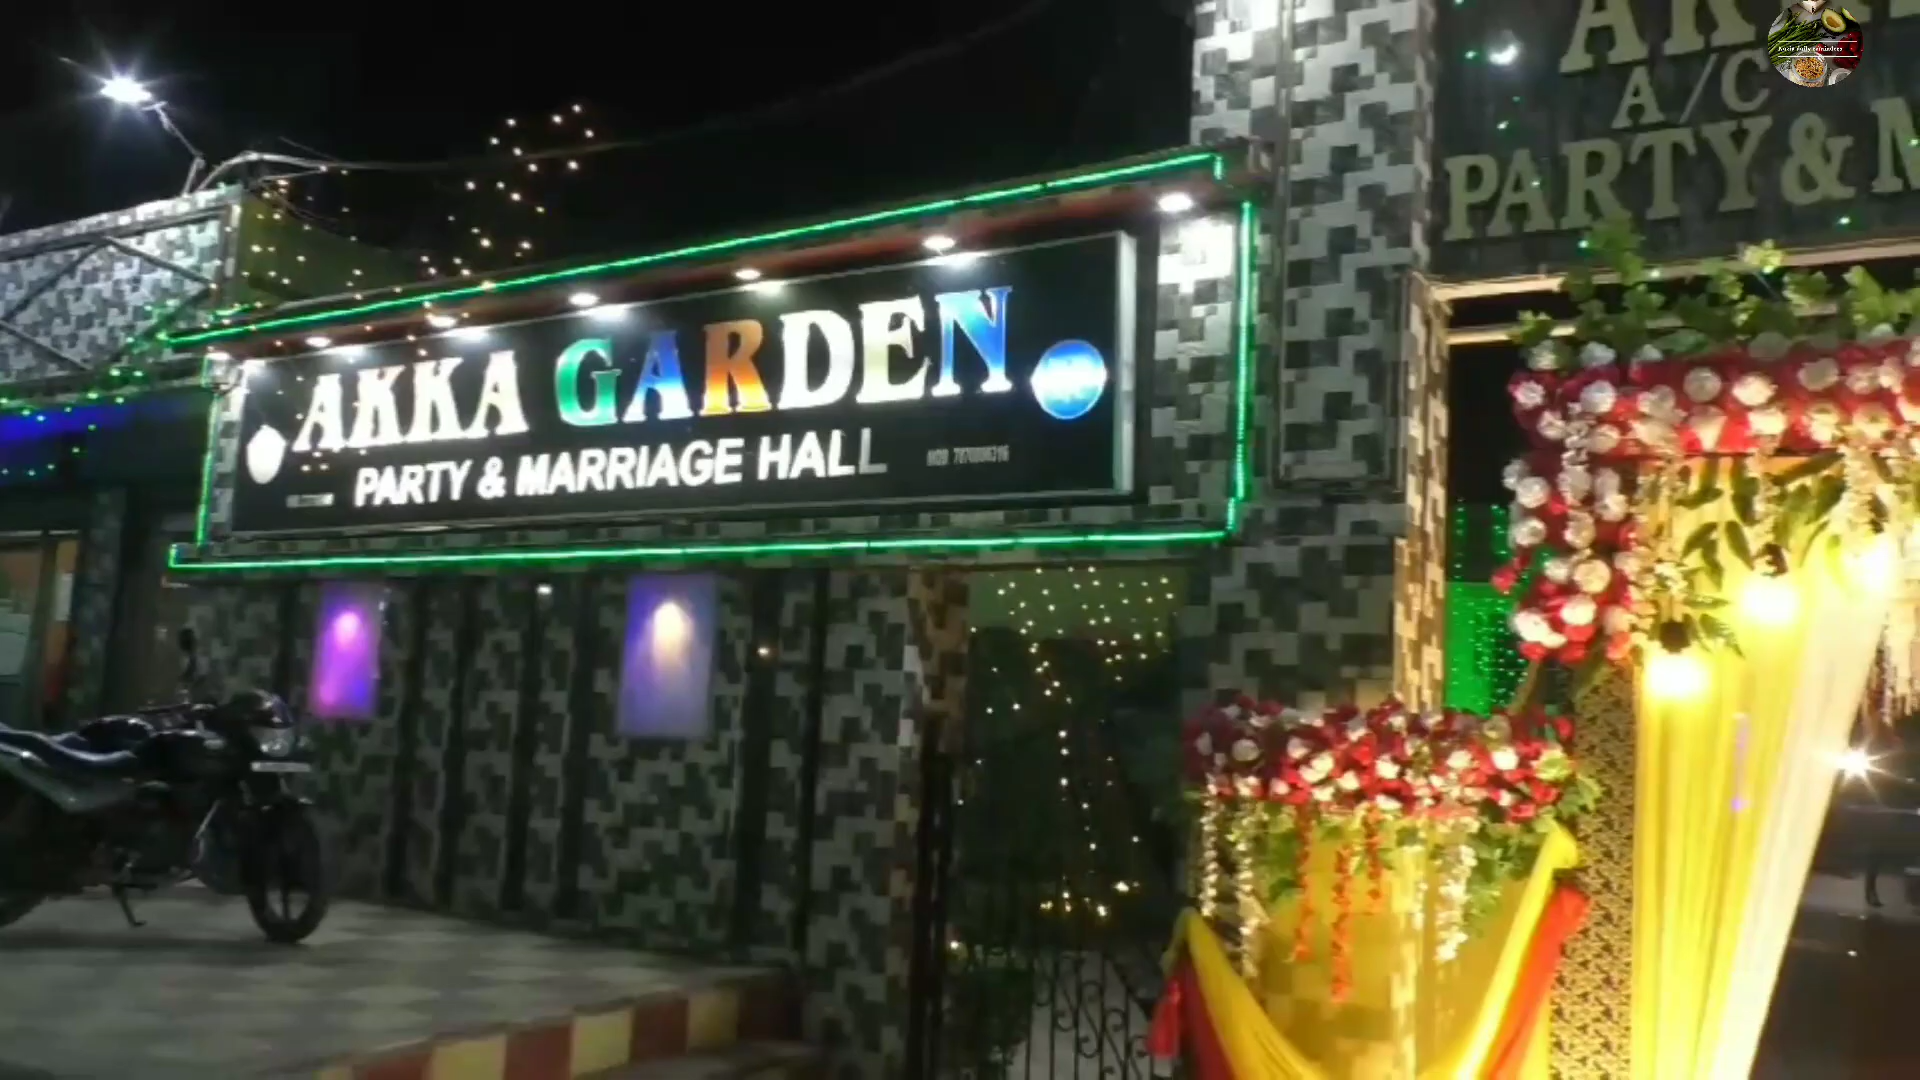 AKKA GARDEN
PARTY & MARRIAGE HALL
A/C
PARTY & M